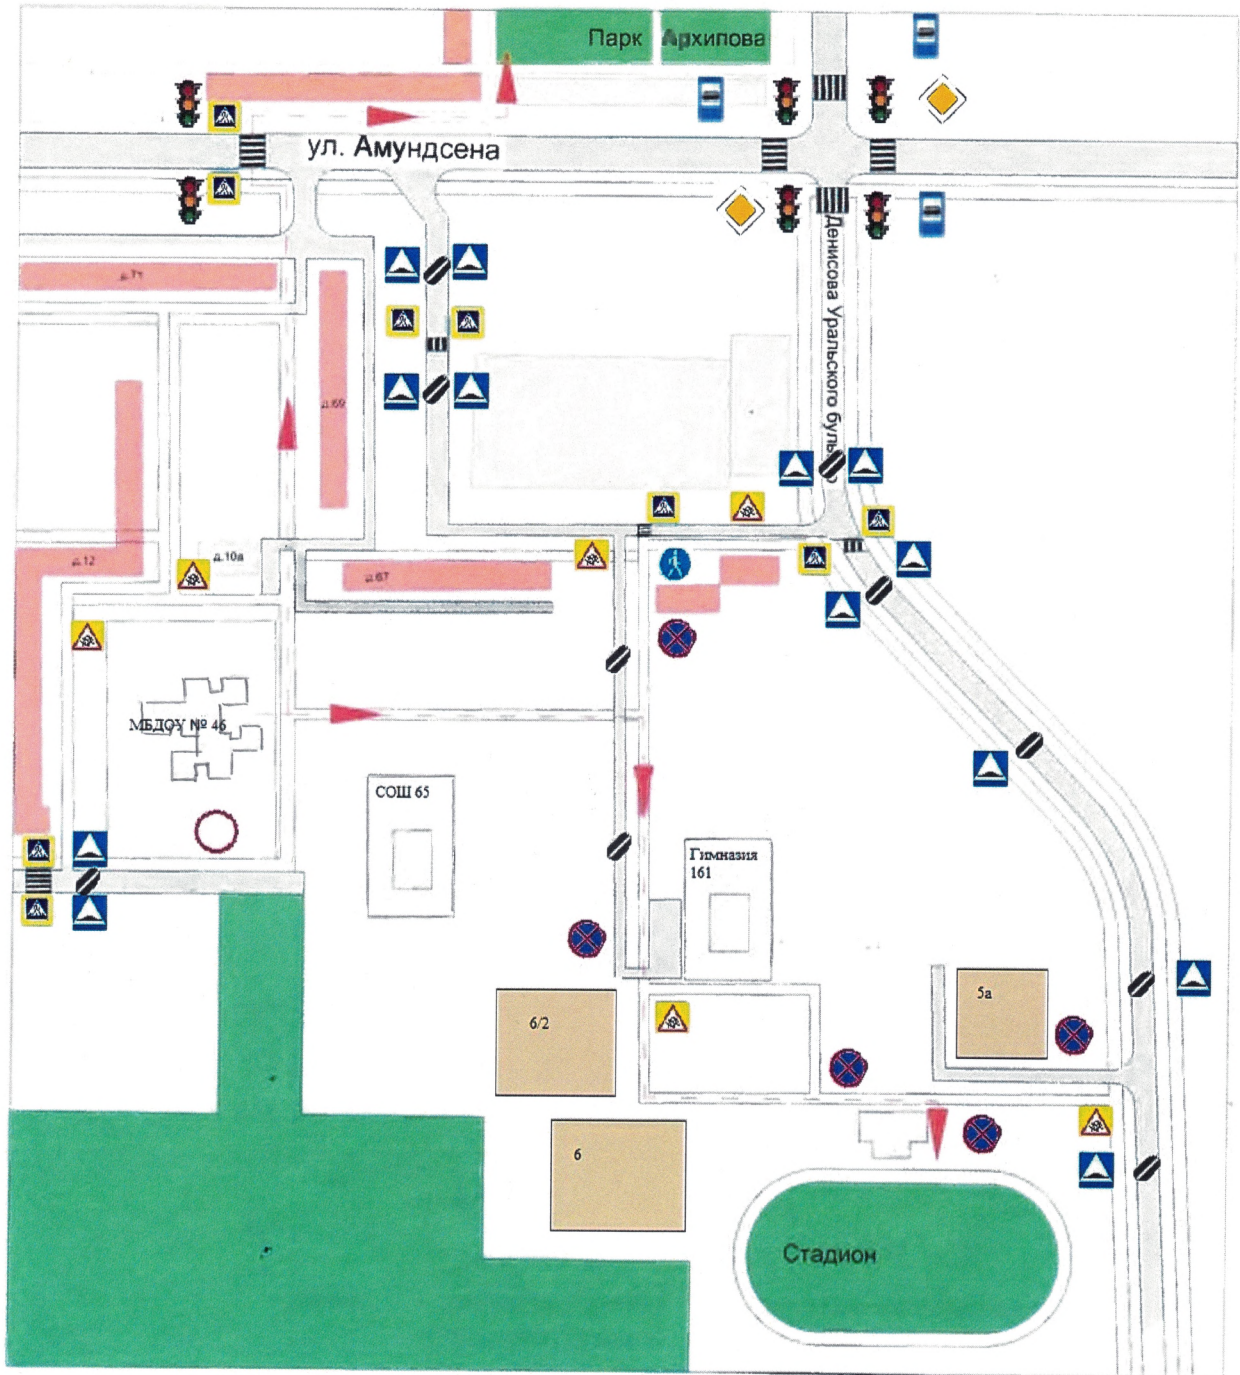 Парк Архипова
ул. Амундсена
Денисова Уральского буль
д.69
д.10а
д.12
д.67
МБДОУ № 46
СОШ 65
Гимназия
161
5а
6/2
6
Стадион